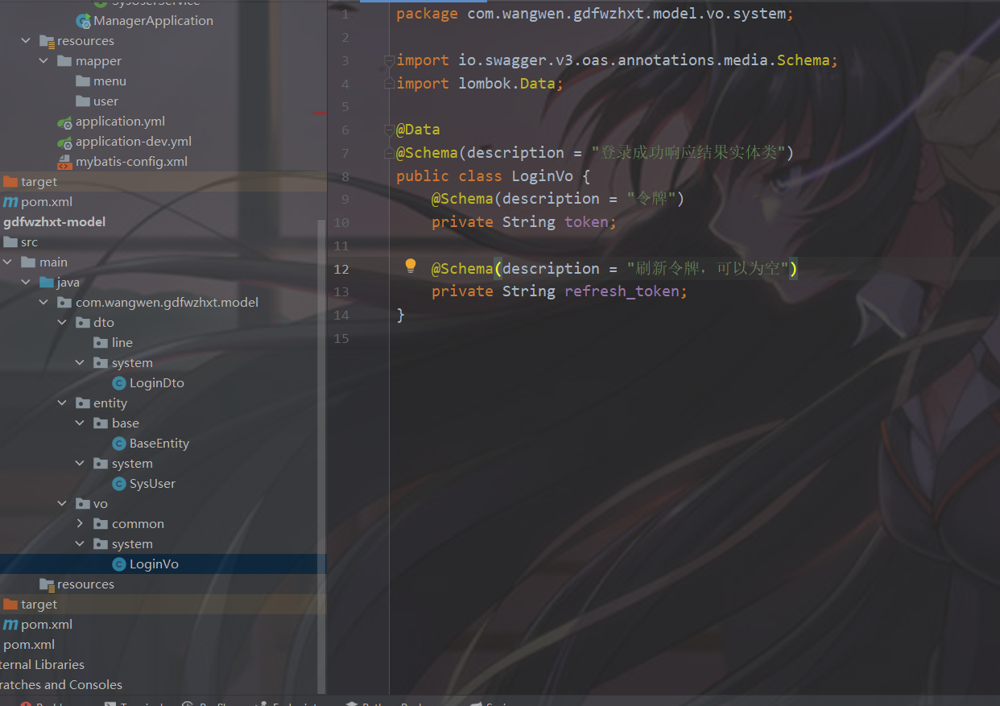 SysUserService
ManagerApplication
resources
mapper
menu
user
application.yml
application-dev.yml
mybatis-config.xml
target
pom.xml
gdfwzhxt-model
src
main
java
com.wangwen.gdfwzhxt.model
dto
line
system
LoginDto
entity
base
BaseEntity
system
SysUser
vo
common
system
LoginVo
resources
target
pom.xml
pom.xml
ternal Libraries
ratches and Consoles
1 package com.wangwen.gdfwzhxt.model.vo.system;
2
3 import io.swagger.v3.oas.annotations.media.Schema;
4 import lombok.Data;
5
6 @Data
7 @Schema(description = "登录成功响应结果实体类")
8 public class LoginVo {
9 @Schema(description = "令牌")
10 private String token;
11
12 @Schema(description = "刷新令牌，可以为空")
13 private String refresh_token;
14 }
15